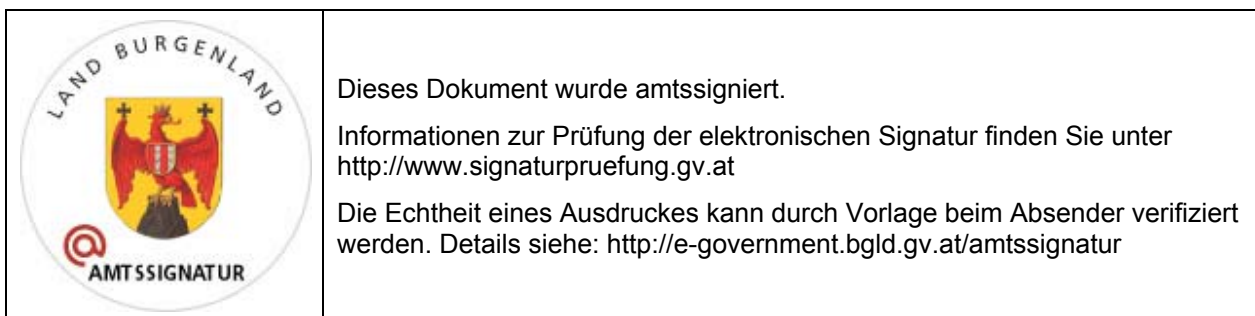 LAND BURGENLAND
AMTSSIGNATUR
Dieses Dokument wurde amtssigniert.
Informationen zur Prüfung der elektronischen Signatur finden Sie unter
http://www.signaturpruefung.gv.at
Die Echtheit eines Ausdruckes kann durch Vorlage beim Absender verifiziert
werden. Details siehe: http://e-government.bgld.gv.at/amtssignatur